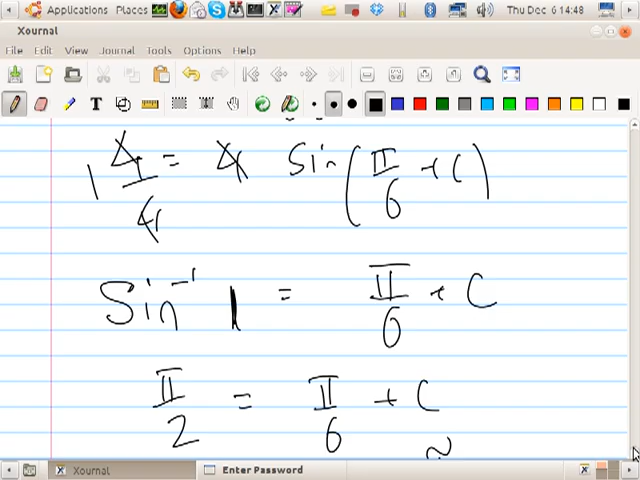 Applications Places Thu Dec 6 14:48
Xournal
File Edit View Journal Tools Options Help
1 4/4 = 4 sin(π/6 + C)
Sin⁻¹ 1 = π/6 + C
π/2 = π/6 + C
Xournal Enter Password